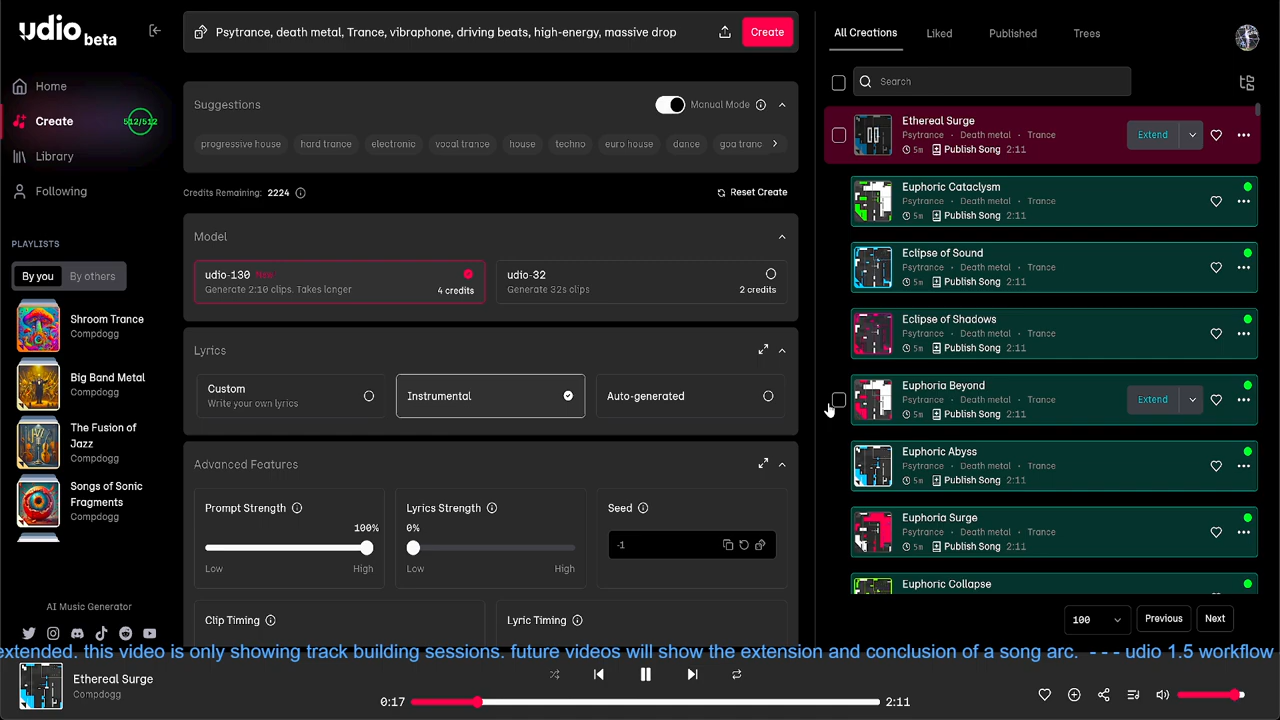 udio beta
Home
Create
512/512
Library
Following
PLAYLISTS
By you
By others
Shroom Trance
Compdogg
Big Band Metal
Compdogg
The Fusion of
Jazz
Compdogg
Songs of Sonic
Fragments
Compdogg
AI Music Generator
Psytrance, death metal, Trance, vibraphone, driving beats, high-energy, massive drop
Create
Suggestions
Manual Mode
progressive house
hard trance
electronic
vocal trance
house
techno
euro house
dance
goa tranc
Credits Remaining: 2224
Reset Create
Model
udio-130 New
Generate 2:10 clips. Takes longer
4 credits
udio-32
Generate 32s clips
2 credits
Lyrics
Custom
Write your own lyrics
Instrumental
Auto-generated
Advanced Features
Prompt Strength
100%
Low
High
Lyrics Strength
0%
Low
High
Seed
-1
Clip Timing
Lyric Timing
All Creations
Liked
Published
Trees
Search
Ethereal Surge
Psytrance • Death metal • Trance
5m Publish Song 2:11
Extend
Euphoric Cataclysm
Psytrance • Death metal • Trance
5m Publish Song 2:11
Eclipse of Sound
Psytrance • Death metal • Trance
5m Publish Song 2:11
Eclipse of Shadows
Psytrance • Death metal • Trance
5m Publish Song 2:11
Euphoria Beyond
Psytrance • Death metal • Trance
5m Publish Song 2:11
Extend
Euphoric Abyss
Psytrance • Death metal • Trance
5m Publish Song 2:11
Euphoria Surge
Psytrance • Death metal • Trance
5m Publish Song 2:11
Euphoric Collapse
100
Previous
Next
extended. this video is only showing track building sessions. future videos will show the extension and conclusion of a song arc. - - - udio 1.5 workflow
Ethereal Surge
Compdogg
0:17
2:11